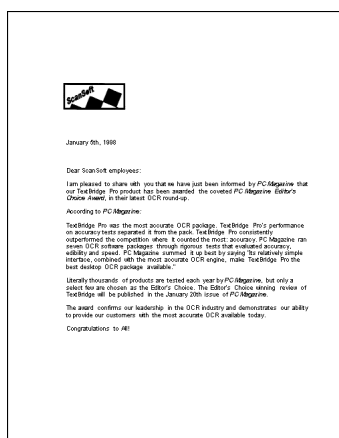 ScanSoft
January 6th, 1998
Dear ScanSoft employees:
I am pleased to share with you that we have just been informed by PC Magazine that
our TextBridge Pro product has been awarded the coveted PC Magazine Editor's
Choice Award, in their latest OCR round-up.
According to PC Magazine:
TextBridge Pro was the most accurate OCR package. TextBridge Pro's performance
on accuracy tests separated it from the pack. TextBridge Pro consistently
outperformed the competition where it counted the most: accuracy. PC Magazine ran
seven OCR software packages through rigorous tests that evaluated accuracy,
edibility and speed. PC Magazine summed it up best by saying "Its relatively simple
interface, combined with the most accurate OCR engine, make TextBridge Pro the
best desktop OCR package available."
Literally thousands of products are tested each year by PC Magazine, but only a
select few are chosen as the Editor's Choice. The Editor's Choice winning review of
TextBridge will be published in the January 20th issue of PC Magazine.
The award confirms our leadership in the OCR industry and demonstrates our ability
to provide our customers with the most accurate OCR available today.
Congratulations to All!